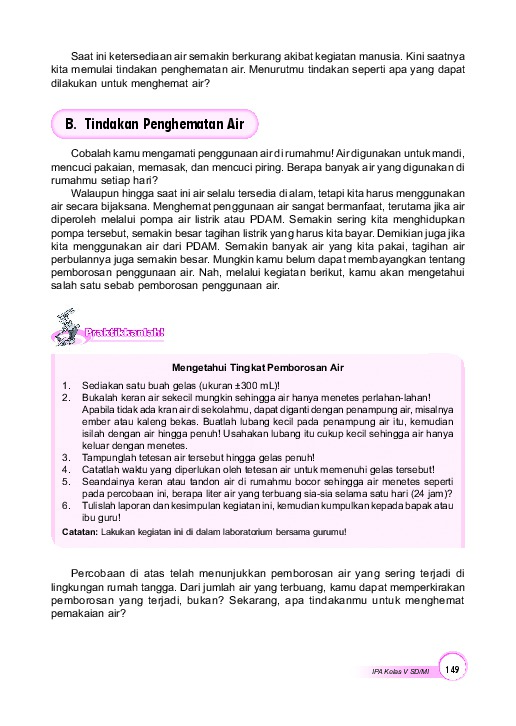 Saat ini ketersediaan air semakin berkurang akibat kegiatan manusia. Kini saatnya
kita memulai tindakan penghematan air. Menurutmu tindakan seperti apa yang dapat
dilakukan untuk menghemat air?
B. Tindakan Penghematan Air
Cobalah kamu mengamati penggunaan air di rumahmu! Air digunakan untuk mandi,
mencuci pakaian, memasak, dan mencuci piring. Berapa banyak air yang digunakan di
rumahmu setiap hari?
Walaupun hingga saat ini air selalu tersedia di alam, tetapi kita harus menggunakan
air secara bijaksana. Menghemat penggunaan air sangat bermanfaat, terutama jika air
diperoleh melalui pompa air listrik atau PDAM. Semakin sering kita menghidupkan
pompa tersebut, semakin besar tagihan listrik yang harus kita bayar. Demikian juga jika
kita menggunakan air dari PDAM. Semakin banyak air yang kita pakai, tagihan air
perbulannya juga semakin besar. Mungkin kamu belum dapat membayangkan tentang
pemborosan penggunaan air. Nah, melalui kegiatan berikut, kamu akan mengetahui
salah satu sebab pemborosan penggunaan air.
Praktikkanlah!
Mengetahui Tingkat Pemborosan Air
1. Sediakan satu buah gelas (ukuran ±300 mL)!
2. Bukalah keran air sekecil mungkin sehingga air hanya menetes perlahan-lahan!
Apabila tidak ada kran air di sekolahmu, dapat diganti dengan penampung air, misalnya
ember atau kaleng bekas. Buatlah lubang kecil pada penampung air itu, kemudian
isilah dengan air hingga penuh! Usahakan lubang itu cukup kecil sehingga air hanya
keluar dengan menetes.
3. Tampunglah tetesan air tersebut hingga gelas penuh!
4. Catatlah waktu yang diperlukan oleh tetesan air untuk memenuhi gelas tersebut!
5. Seandainya keran atau tandon air di rumahmu bocor sehingga air menetes seperti
pada percobaan ini, berapa liter air yang terbuang sia-sia selama satu hari (24 jam)?
6. Tulislah laporan dan kesimpulan kegiatan ini, kemudian kumpulkan kepada bapak atau
ibu guru!
Catatan: Lakukan kegiatan ini di dalam laboratorium bersama gurumu!
Percobaan di atas telah menunjukkan pemborosan air yang sering terjadi di
lingkungan rumah tangga. Dari jumlah air yang terbuang, kamu dapat memperkirakan
pemborosan yang terjadi, bukan? Sekarang, apa tindakanmu untuk menghemat
pemakaian air?
IPA Kelas V SD/MI
149